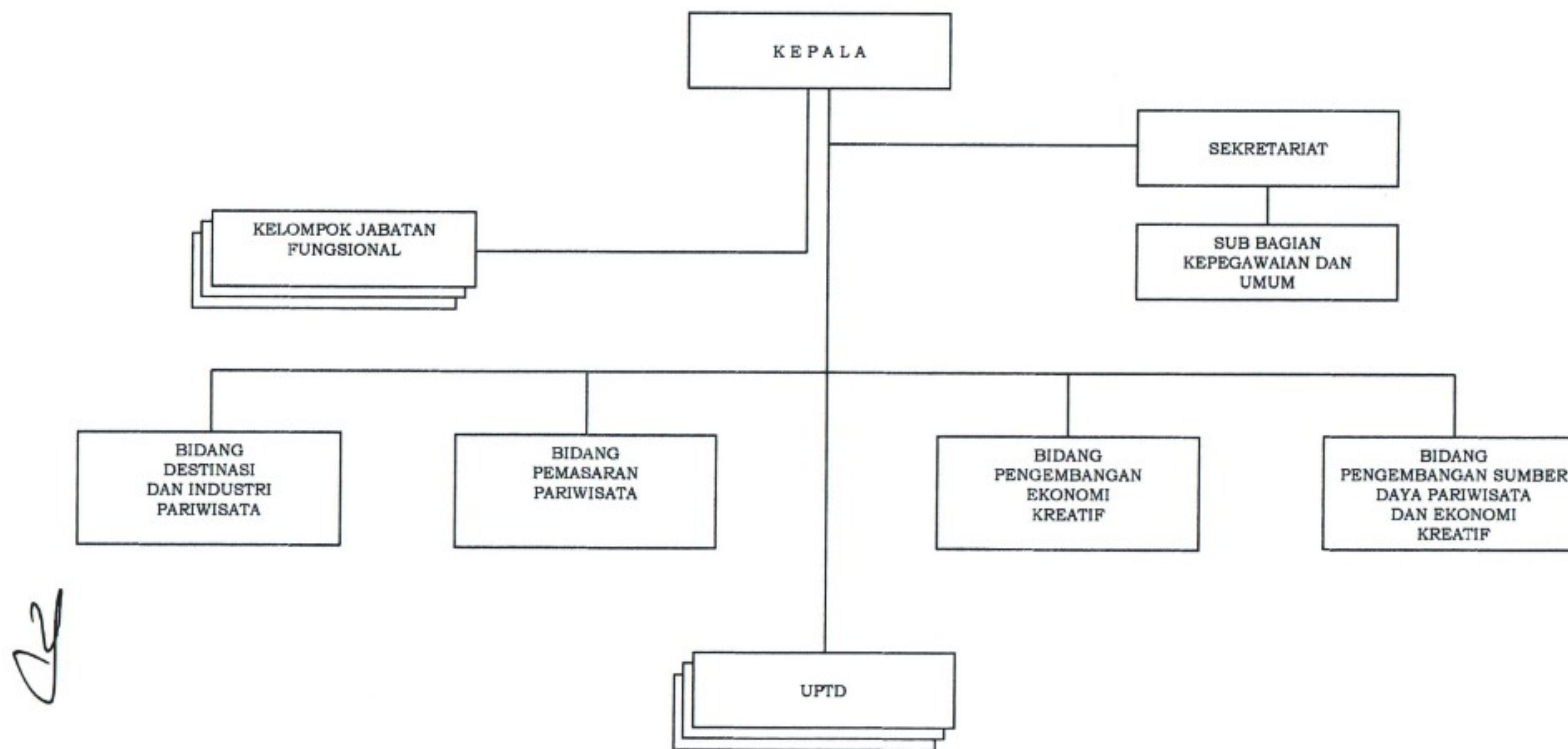 K E P A L A
SEKRETARIAT
KELOMPOK JABATAN
FUNGSIONAL
SUB BAGIAN
KEPEGAWAIAN DAN
UMUM
BIDANG
DESTINASI
DAN INDUSTRI
PARIWISATA
BIDANG
PEMASARAN
PARIWISATA
BIDANG
PENGEMBANGAN
EKONOMI
KREATIF
BIDANG
PENGEMBANGAN SUMBER
DAYA PARIWISATA
DAN EKONOMI
KREATIF
UPTD